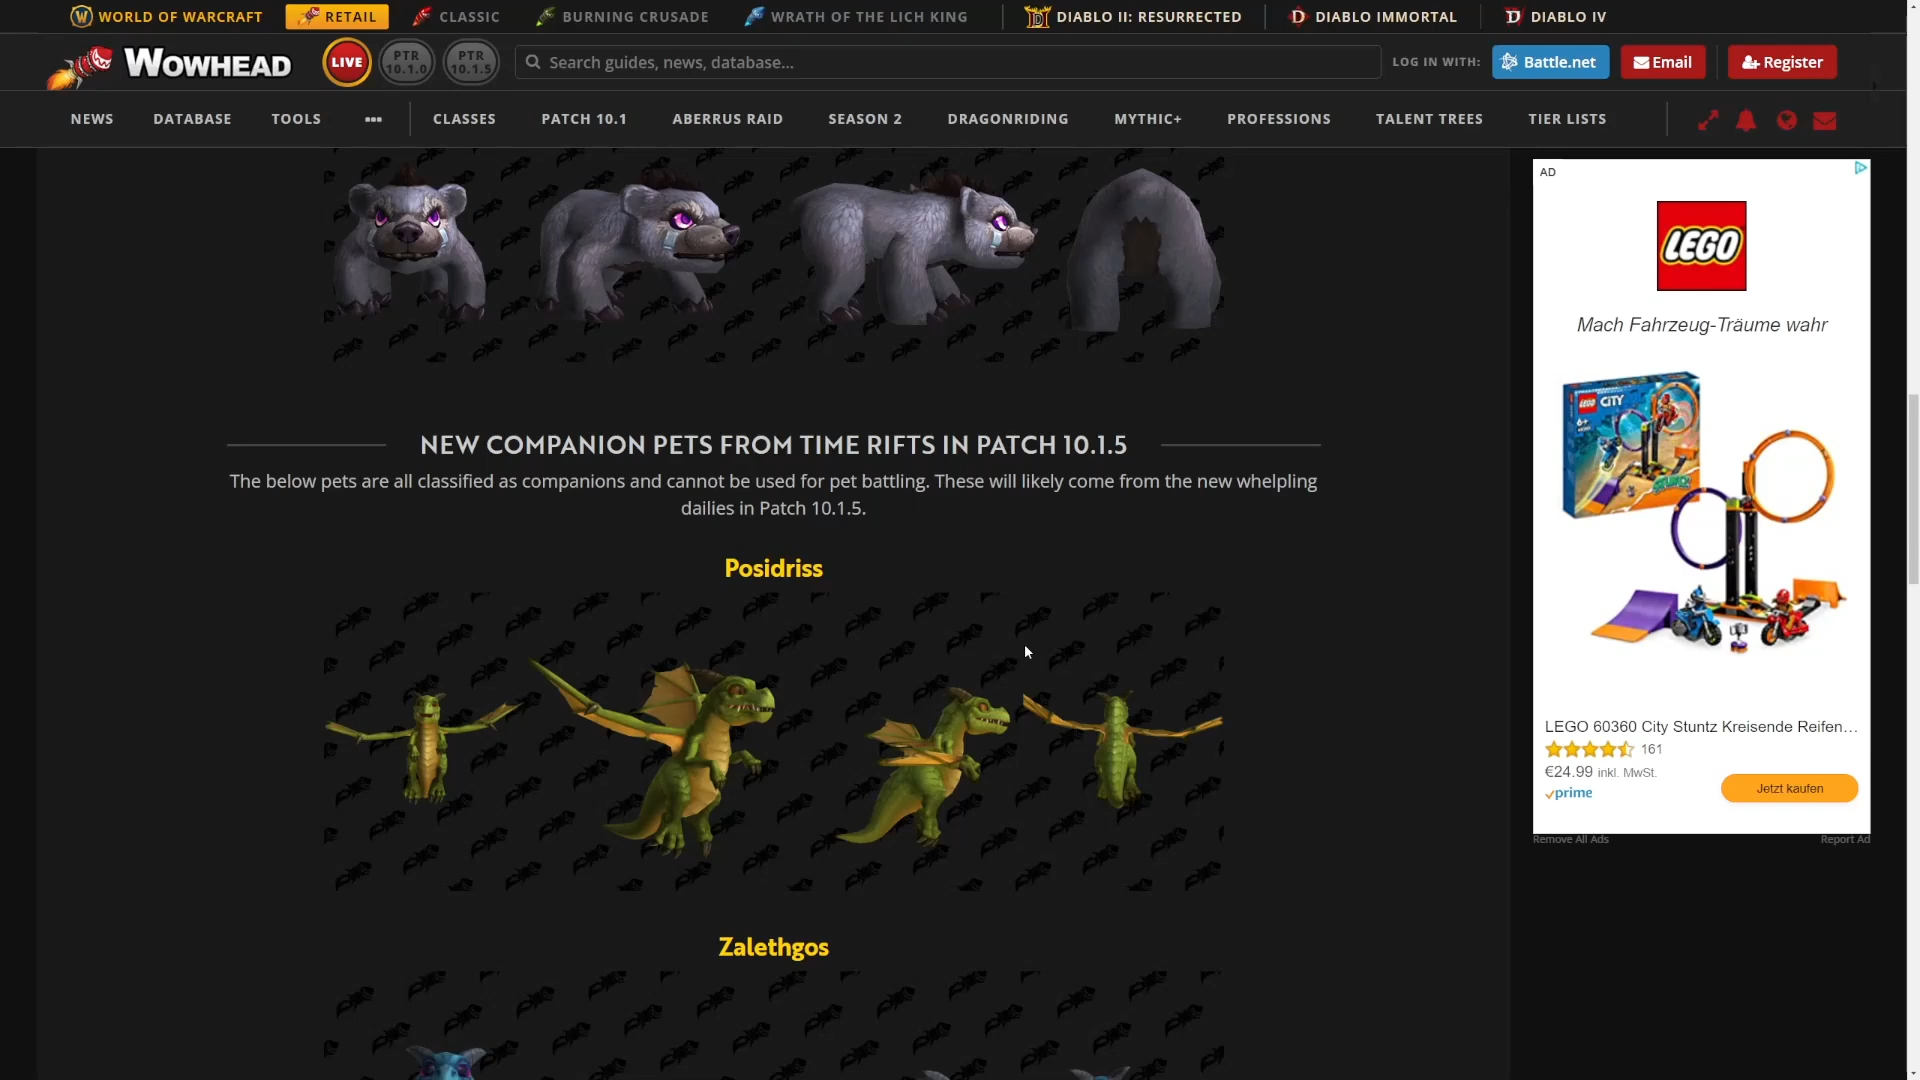 WORLD OF WARCRAFT
RETAIL
CLASSIC
BURNING CRUSADE
WRATH OF THE LICH KING
DIABLO II: RESURRECTED
DIABLO IMMORTAL
DIABLO IV
WOWHEAD
LIVE
PTR
10.1.0
PTR
10.1.5
Search guides, news, database...
LOG IN WITH:
Battle.net
Email
Register
NEWS
DATABASE
TOOLS
•••
CLASSES
PATCH 10.1
ABERRUS RAID
SEASON 2
DRAGONRIDING
MYTHIC+
PROFESSIONS
TALENT TREES
TIER LISTS
NEW COMPANION PETS FROM TIME RIFTS IN PATCH 10.1.5
The below pets are all classified as companions and cannot be used for pet battling. These will likely come from the new whelpling
dailies in Patch 10.1.5.
Posidriss
Zalethgos
AD
LEGO
Mach Fahrzeug-Träume wahr
LEGO
CITY
STUNTZ
LEGO 60360 City Stuntz Kreisende Reifen...
161
€24.99 inkl. MwSt.
prime
Jetzt kaufen
Remove All Ads
Report Ad